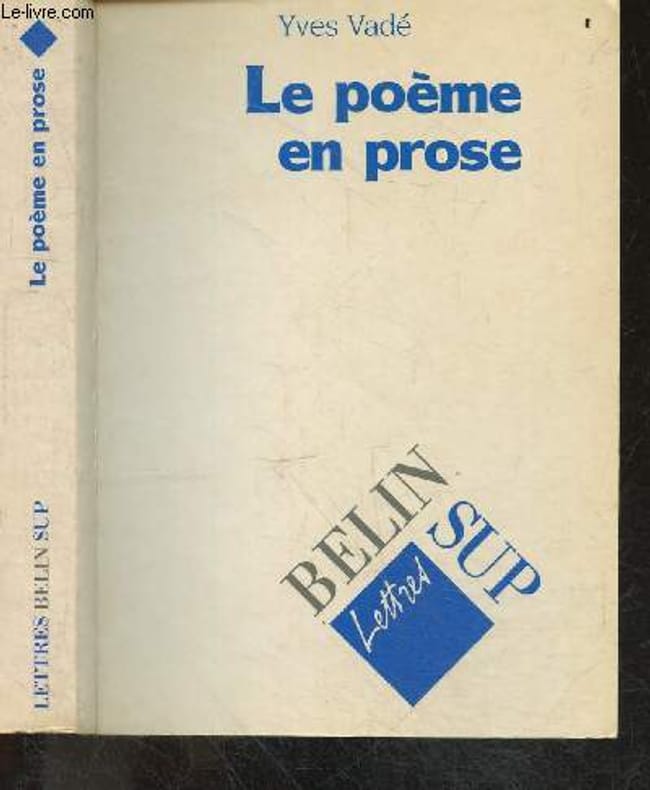 Le-livre.com
Yves Vadé
Le poème
en prose
BELIN
SUP
Lettres
Le poème en prose
LETTRES BELIN SUP